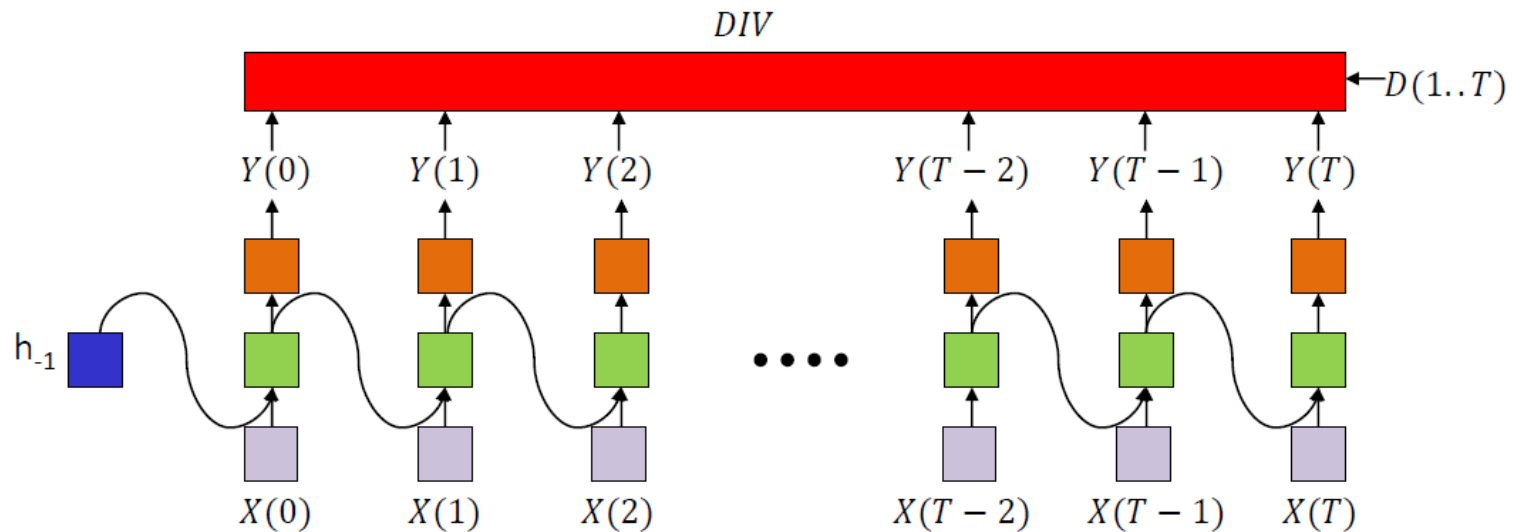 DIV
D(1..T)
Y(0) Y(1) Y(2) Y(T − 2) Y(T − 1) Y(T)
h-1
X(0) X(1) X(2) X(T − 2) X(T − 1) X(T)